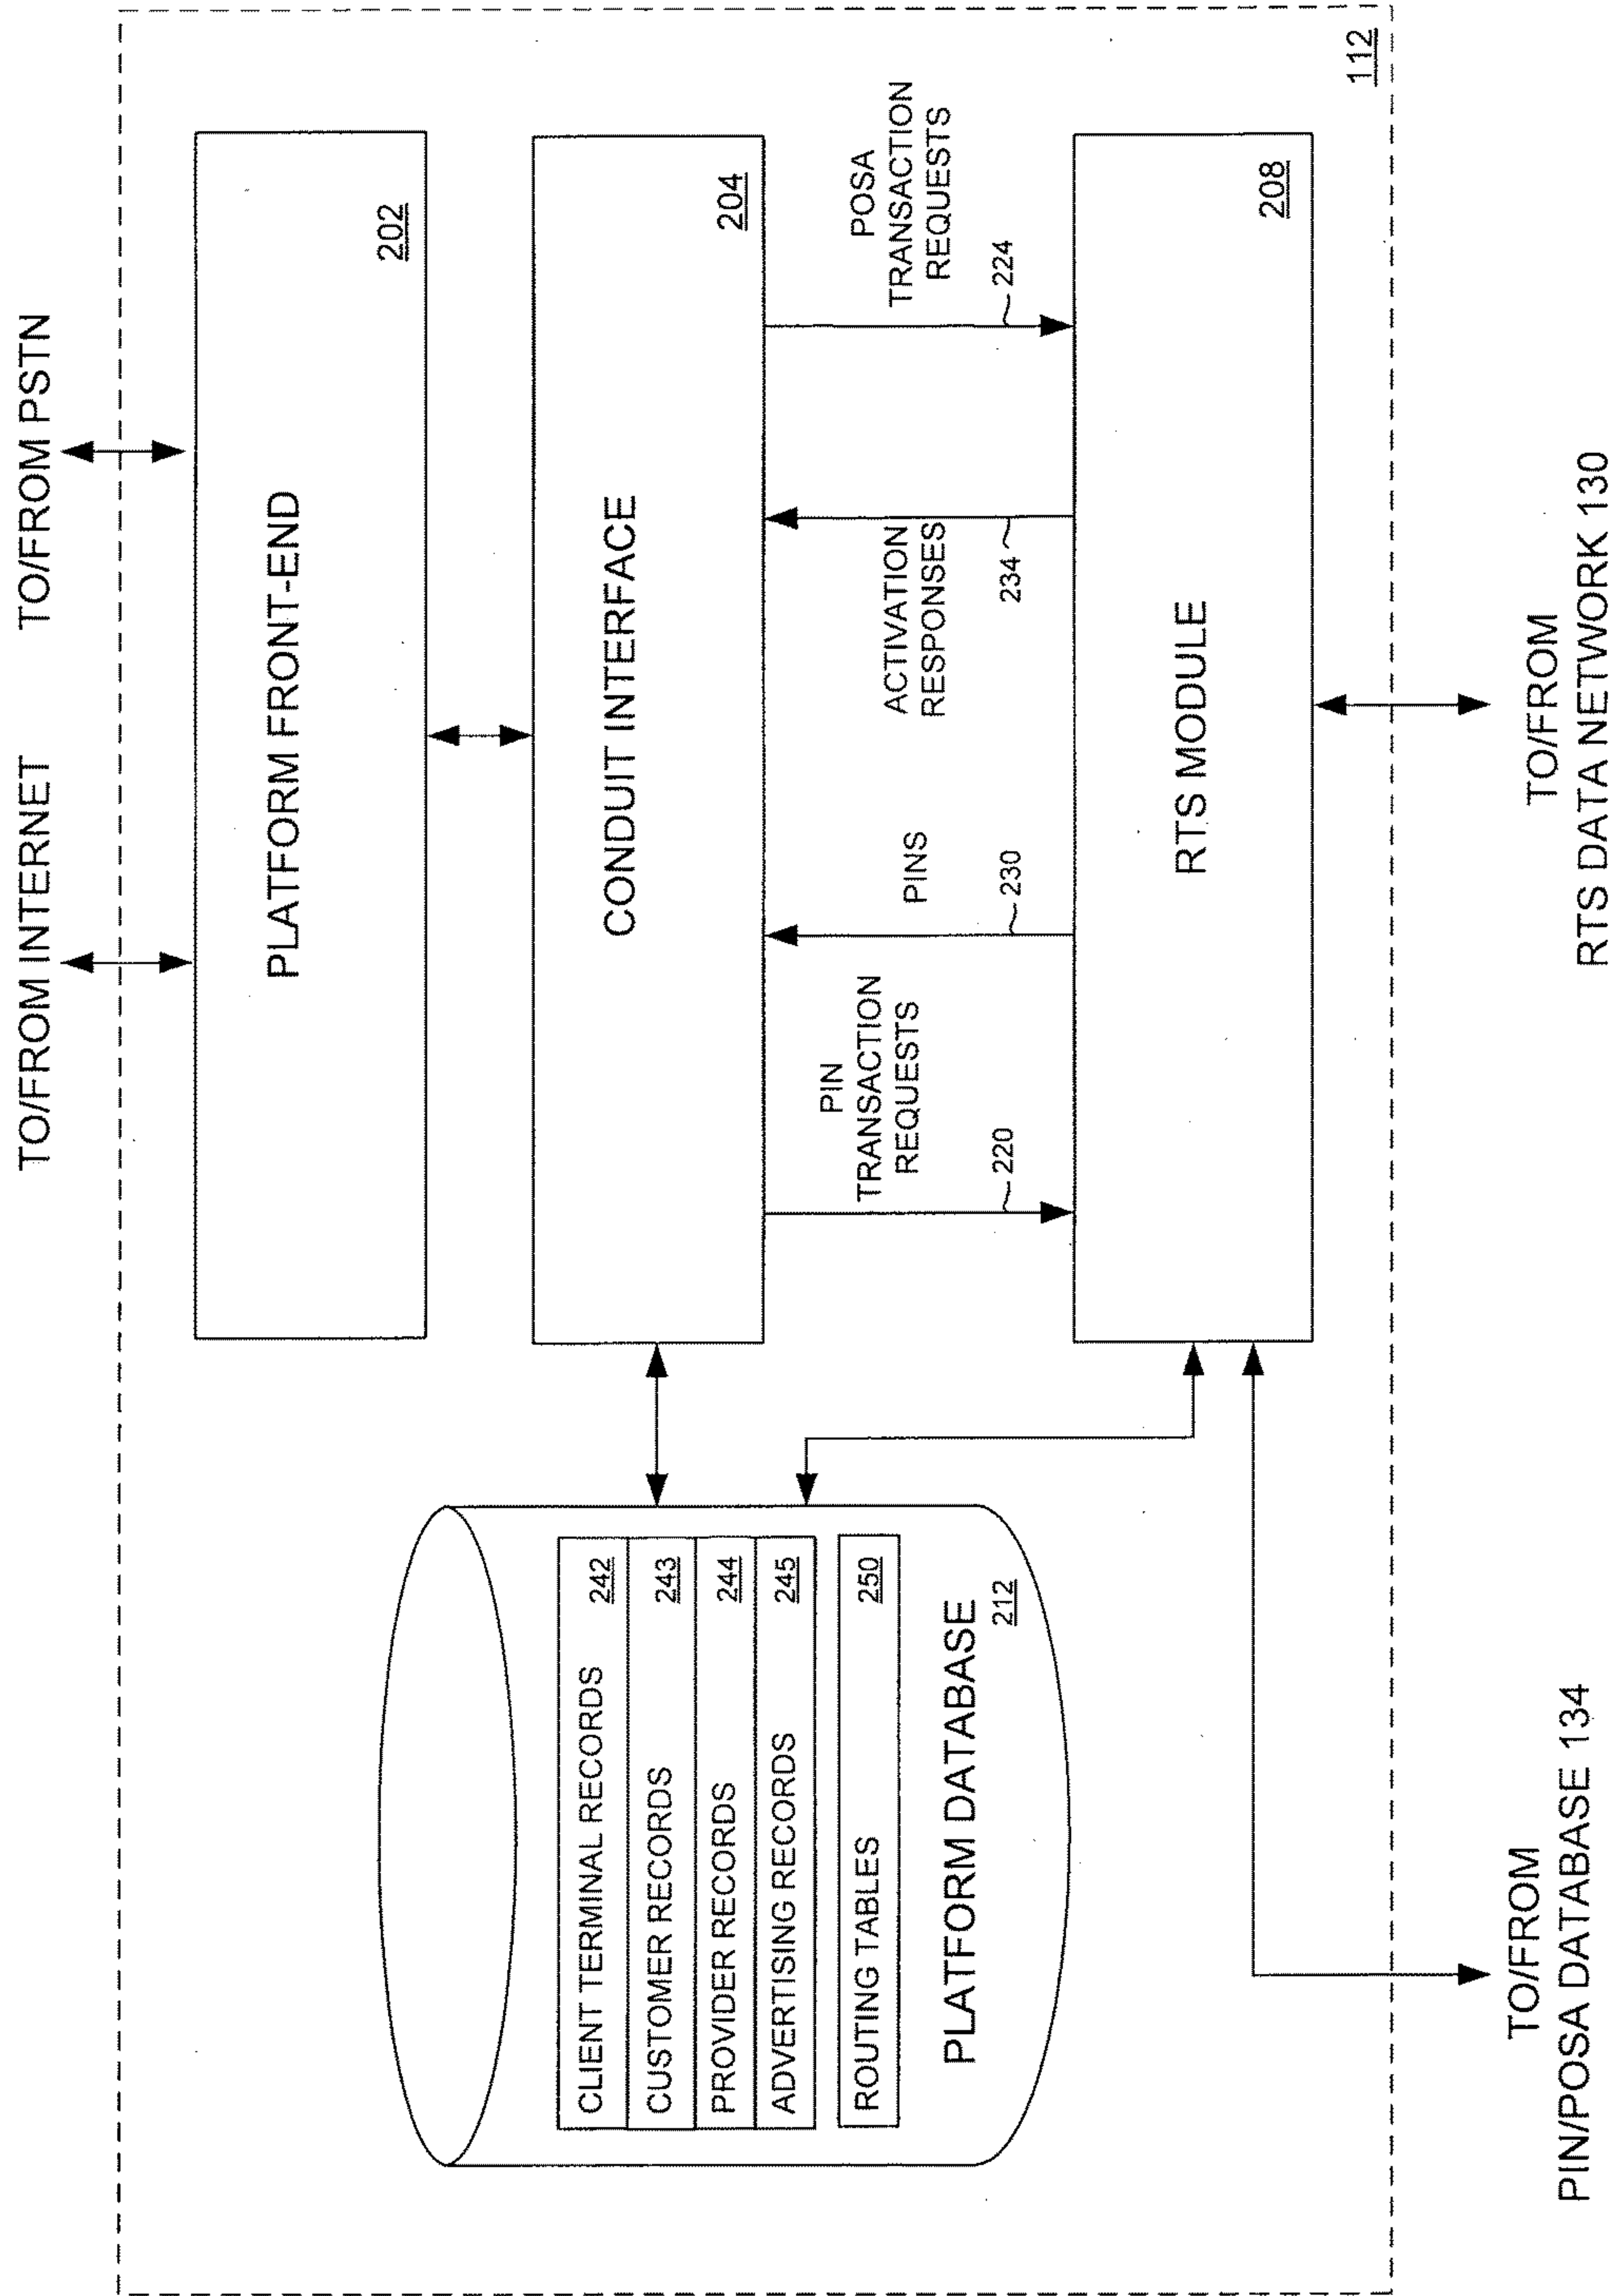 TO/FROM INTERNET
TO/FROM PSTN
PLATFORM FRONT-END
202
CONDUIT INTERFACE
204
PIN
TRANSACTION
REQUESTS
220
PINS
230
ACTIVATION
RESPONSES
234
POSA
TRANSACTION
REQUESTS
224
RTS MODULE
208
CLIENT TERMINAL RECORDS
242
CUSTOMER RECORDS
243
PROVIDER RECORDS
244
ADVERTISING RECORDS
245
ROUTING TABLES
250
PLATFORM DATABASE
212
112
TO/FROM
PIN/POSA DATABASE 134
TO/FROM
RTS DATA NETWORK 130